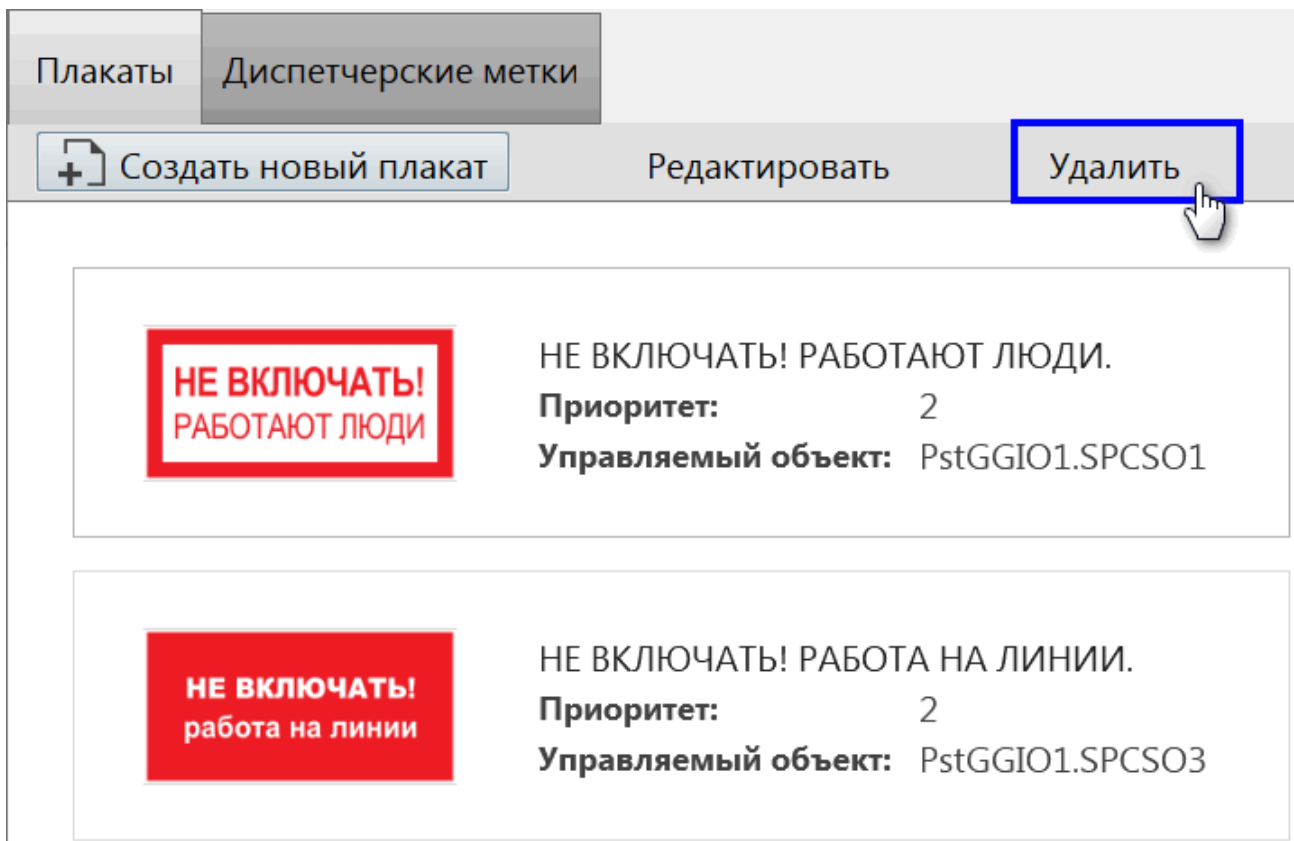 Плакаты Диспетчерские метки
Создать новый плакат Редактировать Удалить
НЕ ВКЛЮЧАТЬ!
РАБОТАЮТ ЛЮДИ
НЕ ВКЛЮЧАТЬ! РАБОТАЮТ ЛЮДИ.
Приоритет: 2
Управляемый объект: PstGGIO1.SPCSO1
НЕ ВКЛЮЧАТЬ!
работа на линии
НЕ ВКЛЮЧАТЬ! РАБОТА НА ЛИНИИ.
Приоритет: 2
Управляемый объект: PstGGIO1.SPCSO3